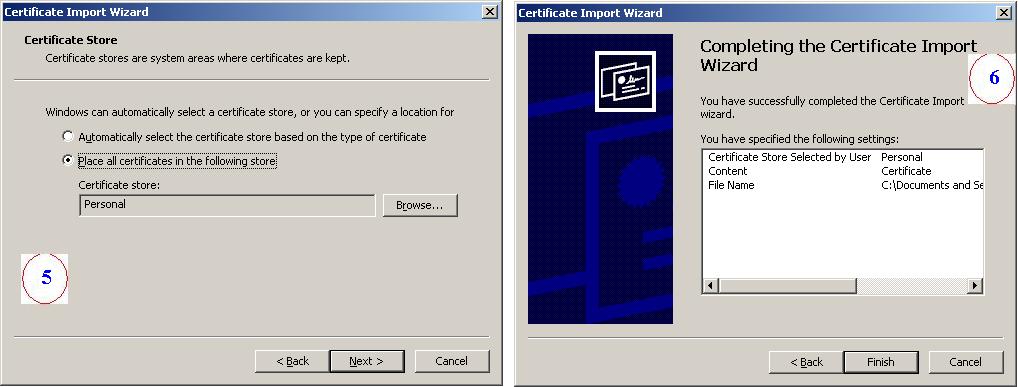 Certificate Import Wizard
Certificate Store
Certificate stores are system areas where certificates are kept.
Windows can automatically select a certificate store, or you can specify a location for
Automatically select the certificate store based on the type of certificate
Place all certificates in the following store
Certificate store:
Personal
Browse...
5
< Back
Next >
Cancel
Certificate Import Wizard
Completing the Certificate Import
Wizard
6
You have successfully completed the Certificate Import
wizard.
You have specified the following settings:
Certificate Store Selected by User Personal
Content Certificate
File Name C:\Documents and Se
< Back
Finish
Cancel